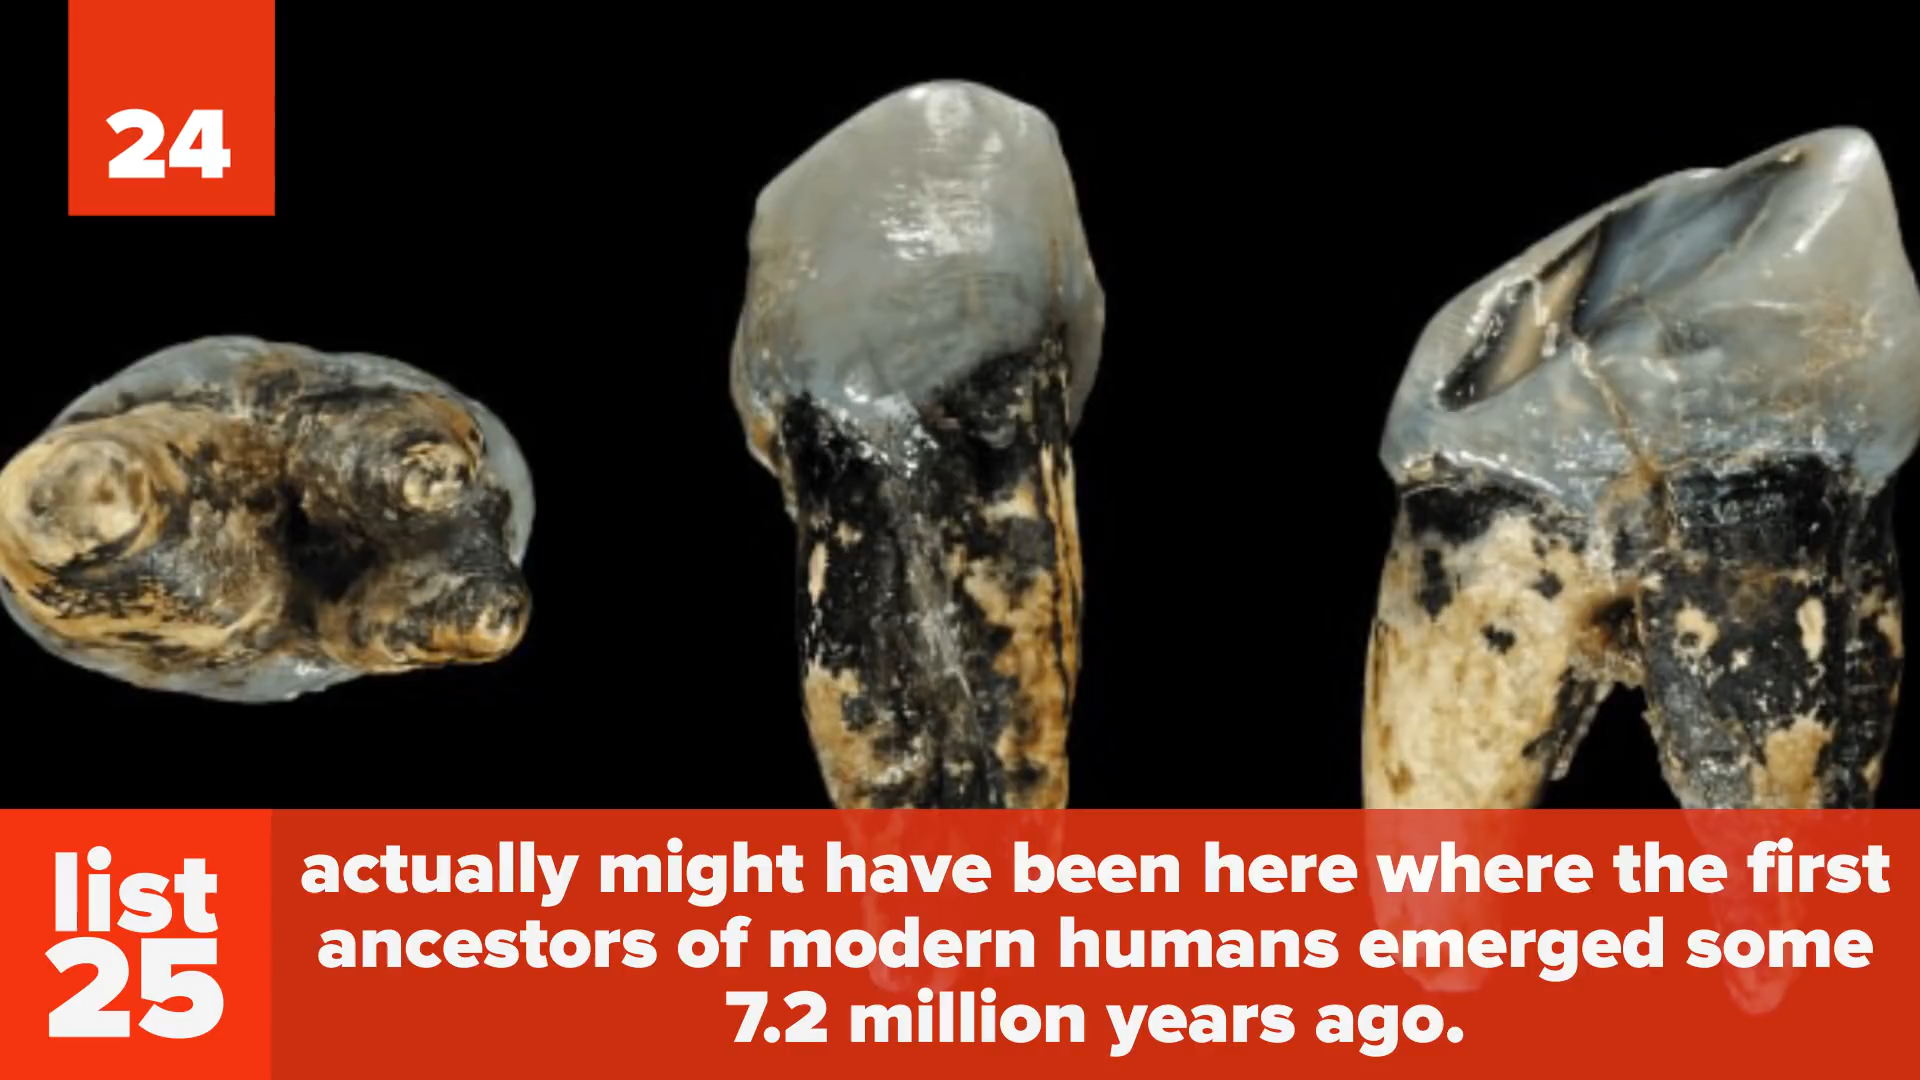 24
list
25
actually might have been here where the first
ancestors of modern humans emerged some
7.2 million years ago.